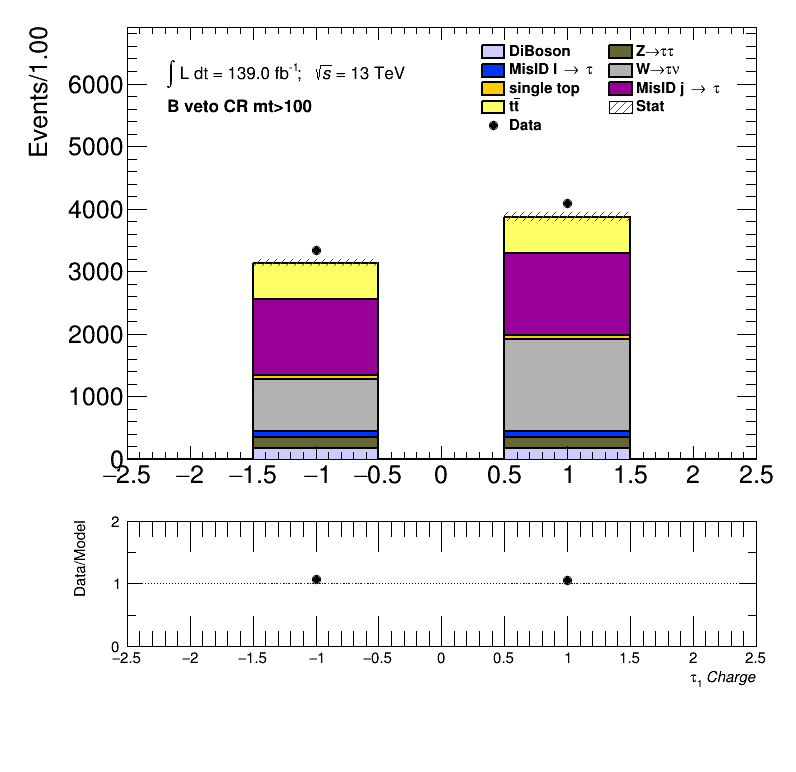 Events/1.00
6000
5000
4000
3000
2000
1000
0
∫ L dt = 139.0 fb⁻¹; √s = 13 TeV
B veto CR mt>100
DiBoson
Z→ττ
MisID l → τ
W→τν
single top
MisID j → τ
tt̅
Stat
Data
−2.5 −2 −1.5 −1 −0.5 0 0.5 1 1.5 2 2.5
Data/Model
2
1
0
−2.5 −2 −1.5 −1 −0.5 0 0.5 1 1.5 2 2.5
τ₁ Charge